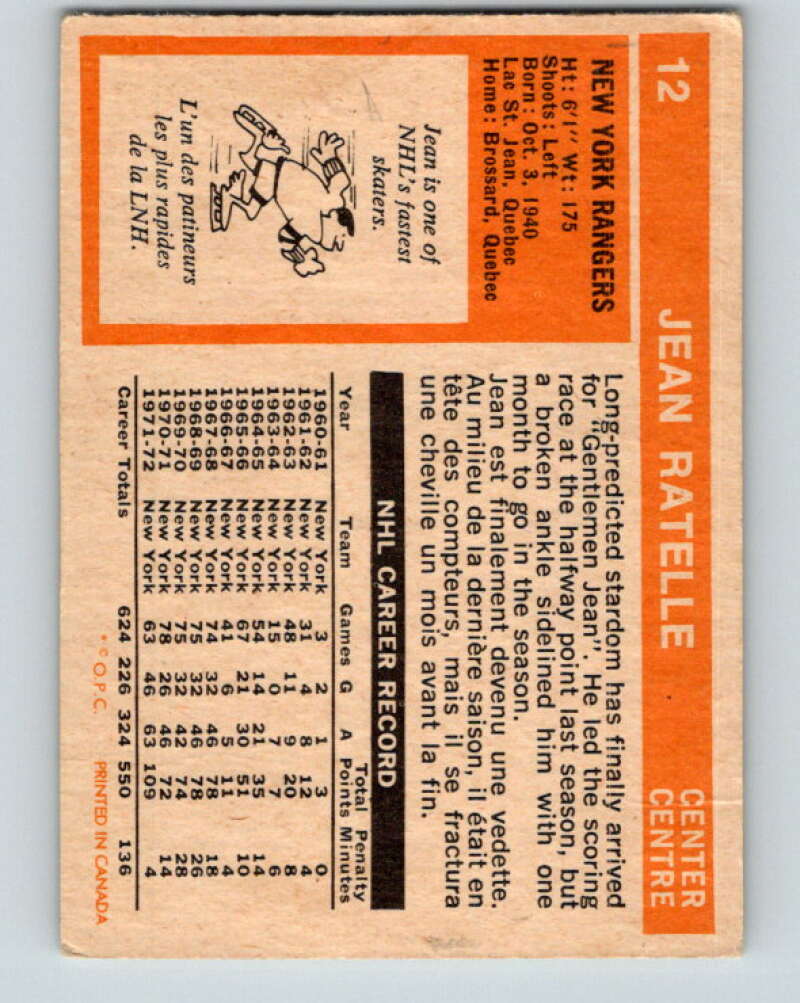 12 JEAN RATELLE CENTER
CENTRE
NEW YORK RANGERS
Ht: 6'1" Wt: 175
Shoots: Left
Born: Oct. 3, 1940
Lac St. Jean, Quebec
Home: Brossard, Quebec
Jean is one of
NHL's fastest
skaters.
L'un des patineurs
les plus rapides
de la LNH.
Long-predicted stardom has finally arrived
for "Gentlemen Jean". He led the scoring
race at the halfway point last season, but
a broken ankle sidelined him with one
month to go in the season.
Jean est finalement devenu une vedette.
Au milieu de la dernière saison, il était en
tête des compteurs, mais il se fractura
une cheville un mois avant la fin.
NHL CAREER RECORD
Total Penalty
Year Team Games G A Points Minutes
1960-61 New York 3 2 1 3 0
1961-62 New York 31 4 8 12 4
1962-63 New York 48 11 9 20 8
1963-64 New York 15 0 7 7 6
1964-65 New York 54 14 21 35 14
1965-66 New York 67 21 30 51 10
1966-67 New York 41 6 5 11 4
1967-68 New York 74 32 46 78 18
1968-69 New York 75 32 46 78 26
1969-70 New York 75 32 42 74 28
1970-71 New York 78 26 46 72 14
1971-72 New York 63 46 63 109 4
Career Totals 624 226 324 550 136
* © O.P.C. PRINTED IN CANADA